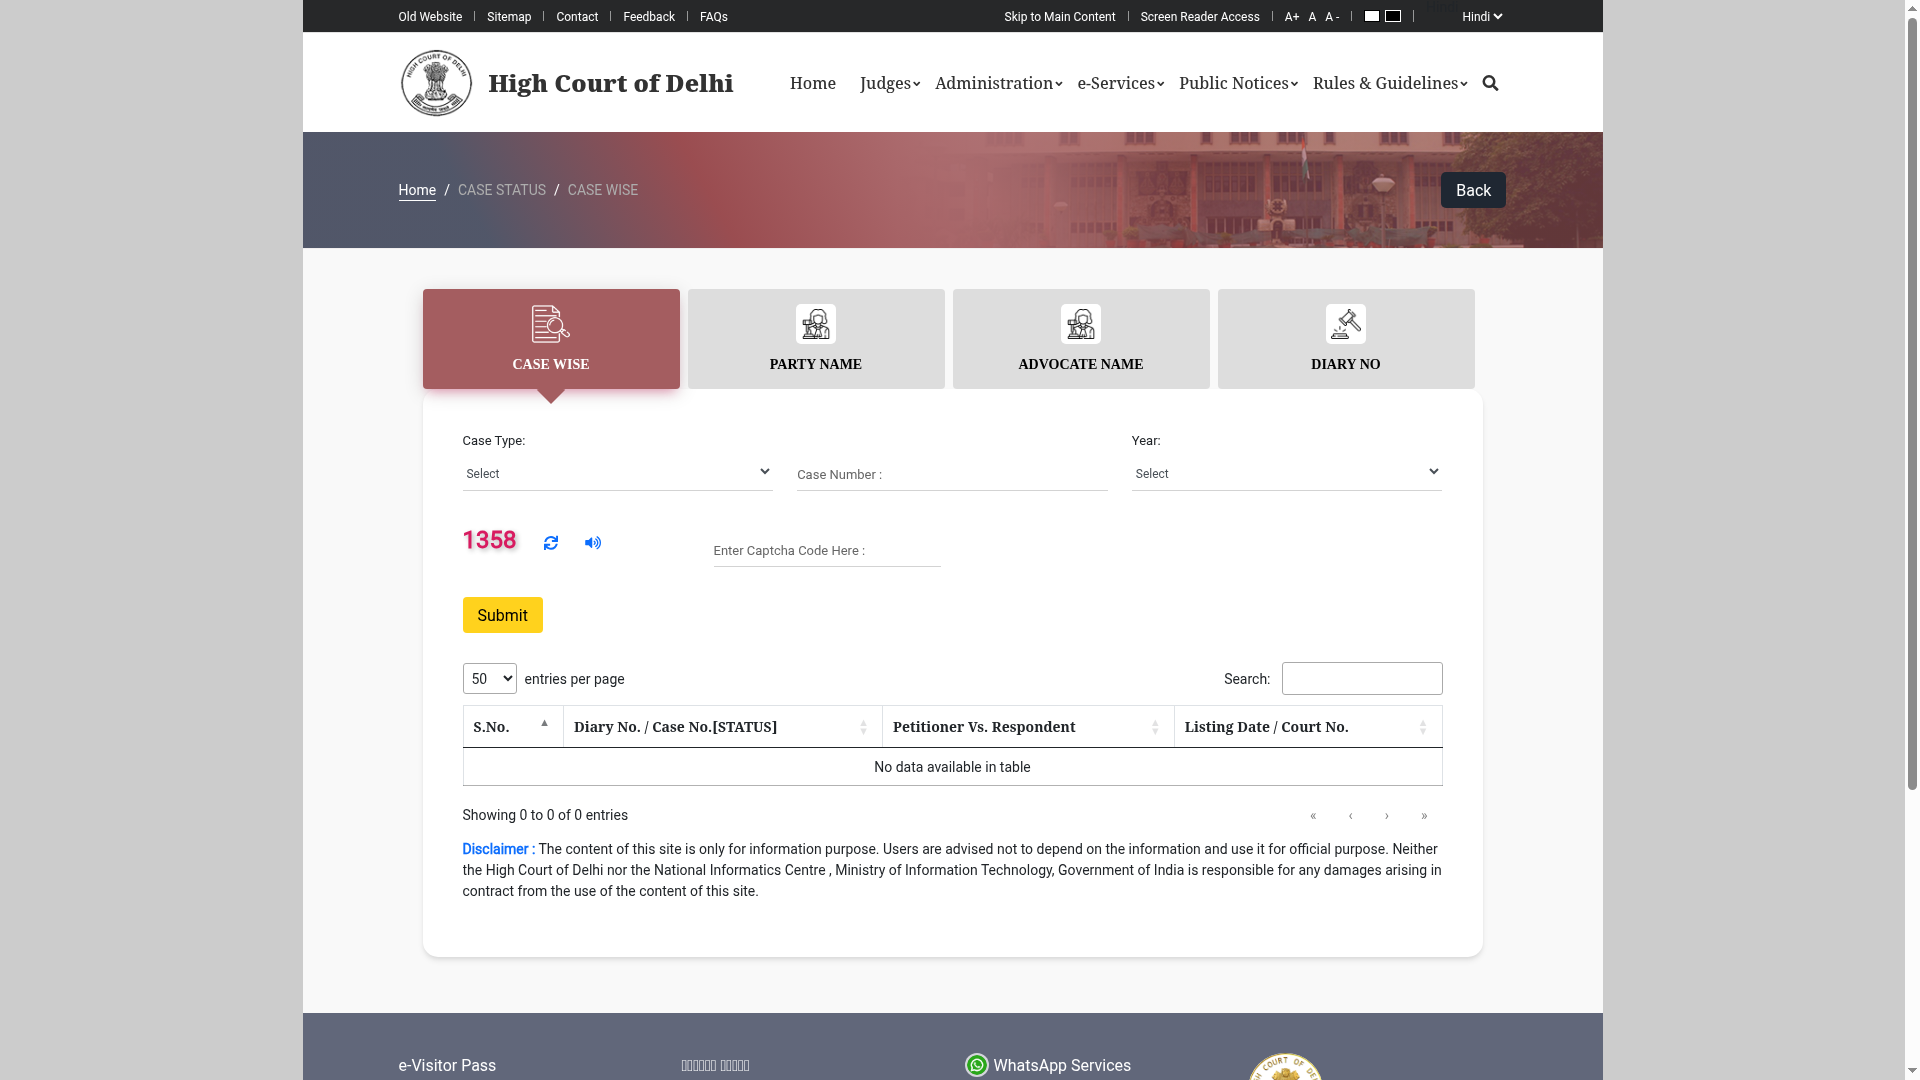 Old Website
Sitemap
Contact
Feedback
FAQs
Skip to Main Content
Screen Reader Access
A+ A A -
Hindi
High Court of Delhi
Home
Judges
Administration
e-Services
Public Notices
Rules & Guidelines
Home / CASE STATUS / CASE WISE
Back
CASE WISE
PARTY NAME
ADVOCATE NAME
DIARY NO
Case Type:
Year:
Select
Case Number :
Select
1358
Enter Captcha Code Here :
Submit
50 entries per page
Search:
S.No.
Diary No. / Case No.[STATUS]
Petitioner Vs. Respondent
Listing Date / Court No.
No data available in table
Showing 0 to 0 of 0 entries
« ‹ › »
Disclaimer : The content of this site is only for information purpose. Users are advised not to depend on the information and use it for official purpose. Neither
the High Court of Delhi nor the National Informatics Centre , Ministry of Information Technology, Government of India is responsible for any damages arising in
contract from the use of the content of this site.
e-Visitor Pass
WhatsApp Services